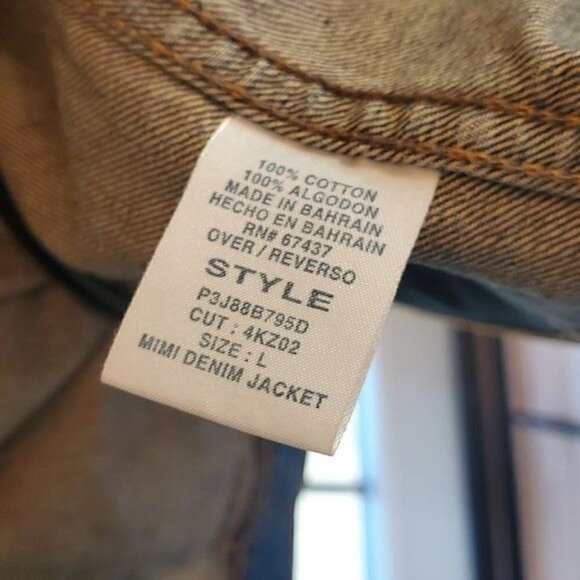 100% COTTON
100% ALGODON
MADE IN BAHRAIN
HECHO EN BAHRAIN
RN# 67437
OVER / REVERSO
STYLE
P3J88B795D
CUT : 4KZ02
SIZE : L
MIMI DENIM JACKET